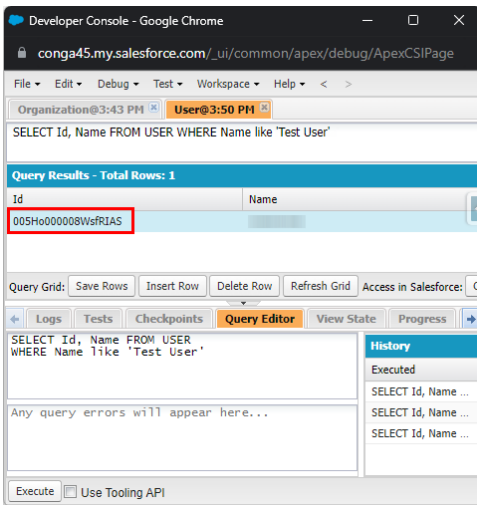 Developer Console - Google Chrome
conga45.my.salesforce.com/_ui/common/apex/debug/ApexCSIPage
File Edit Debug Test Workspace Help < >
Organization@3:43 PM User@3:50 PM
SELECT Id, Name FROM USER WHERE Name like 'Test User'
Query Results - Total Rows: 1
Id Name
005Ho000008WsfRIAS
Query Grid: Save Rows Insert Row Delete Row Refresh Grid Access in Salesforce:
Logs Tests Checkpoints Query Editor View State Progress
SELECT Id, Name FROM USER
WHERE Name like 'Test User'
Any query errors will appear here...
History
Executed
SELECT Id, Name ...
SELECT Id, Name ...
SELECT Id, Name ...
Execute Use Tooling API